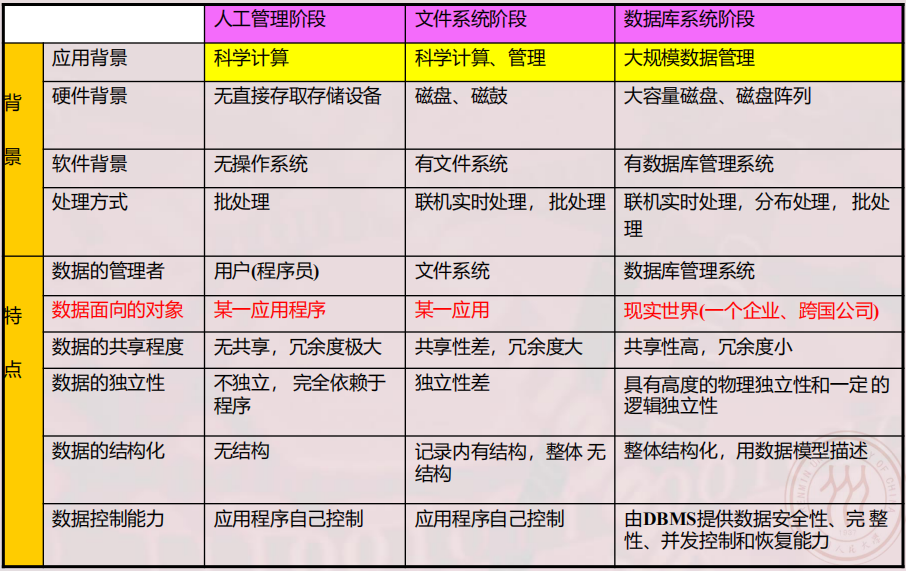 人工管理阶段 文件系统阶段 数据库系统阶段
背景
应用背景 科学计算 科学计算、管理 大规模数据管理
硬件背景 无直接存取存储设备 磁盘、磁鼓 大容量磁盘、磁盘阵列
软件背景 无操作系统 有文件系统 有数据库管理系统
处理方式 批处理 联机实时处理，批处理 联机实时处理，分布处理，批处
理
特点
数据的管理者 用户(程序员) 文件系统 数据库管理系统
数据面向的对象 某一应用程序 某一应用 现实世界(一个企业、跨国公司)
数据的共享程度 无共享，冗余度极大 共享性差，冗余度大 共享性高，冗余度小
数据的独立性 不独立，完全依赖于 独立性差 具有高度的物理独立性和一定的
程序 逻辑独立性
数据的结构化 无结构 记录内有结构，整体无 整体结构化，用数据模型描述
结构
数据控制能力 应用程序自己控制 应用程序自己控制 由DBMS提供数据安全性、完整
性、并发控制和恢复能力